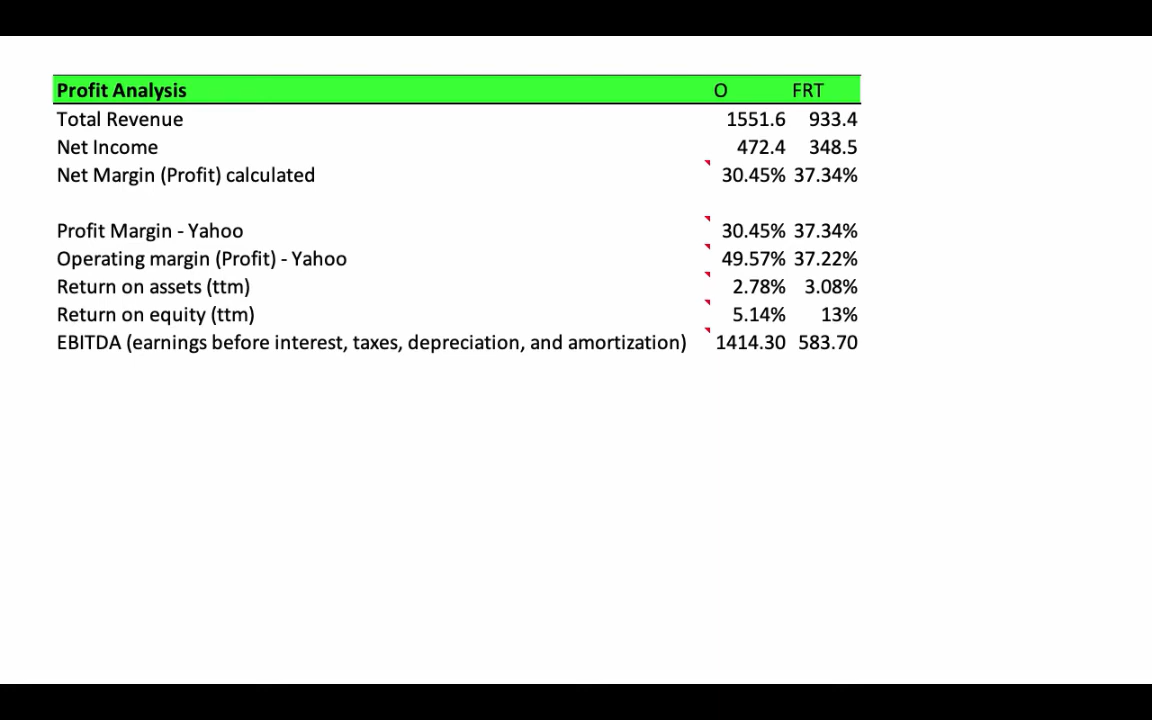 Profit Analysis O FRT
Total Revenue 1551.6 933.4
Net Income 472.4 348.5
Net Margin (Profit) calculated 30.45% 37.34%
Profit Margin - Yahoo 30.45% 37.34%
Operating margin (Profit) - Yahoo 49.57% 37.22%
Return on assets (ttm) 2.78% 3.08%
Return on equity (ttm) 5.14% 13%
EBITDA (earnings before interest, taxes, depreciation, and amortization) 1414.30 583.70